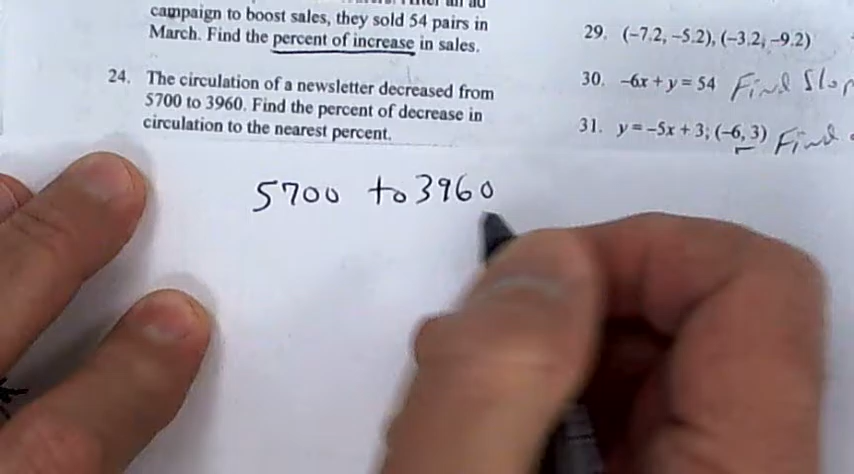 campaign to boost sales, they sold 54 pairs in
March. Find the percent of increase in sales.
24. The circulation of a newsletter decreased from
5700 to 3960. Find the percent of decrease in
circulation to the nearest percent.
29. (-7.2, -5.2), (-3.2, -9.2)
30. -6x + y = 54 Find
31. y = -5x + 3; (-6, 3) Find
5700 to 3960